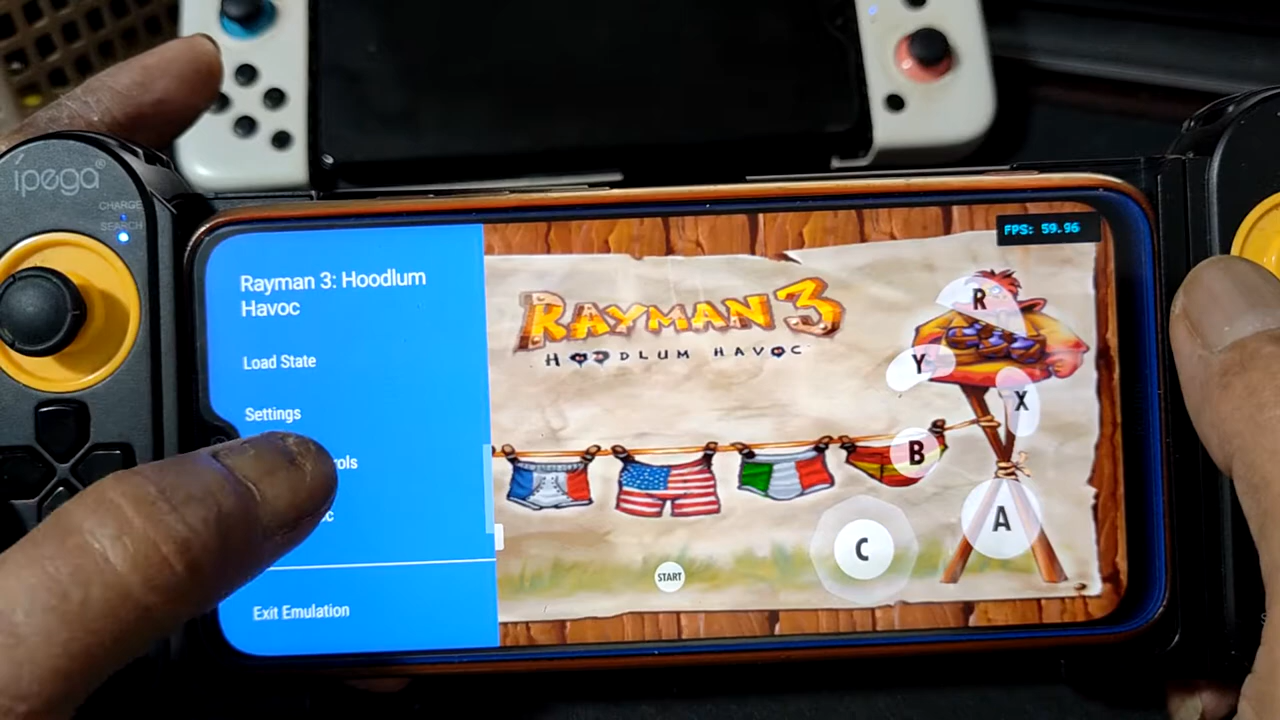 ípega®
CHARGE
SEARCH
Rayman 3: Hoodlum
Havoc
Load State
Settings
Exit Emulation
FPS: 59.96
RAYMAN 3
HOODLUM HAVOC
R
Y
X
B
A
C
START